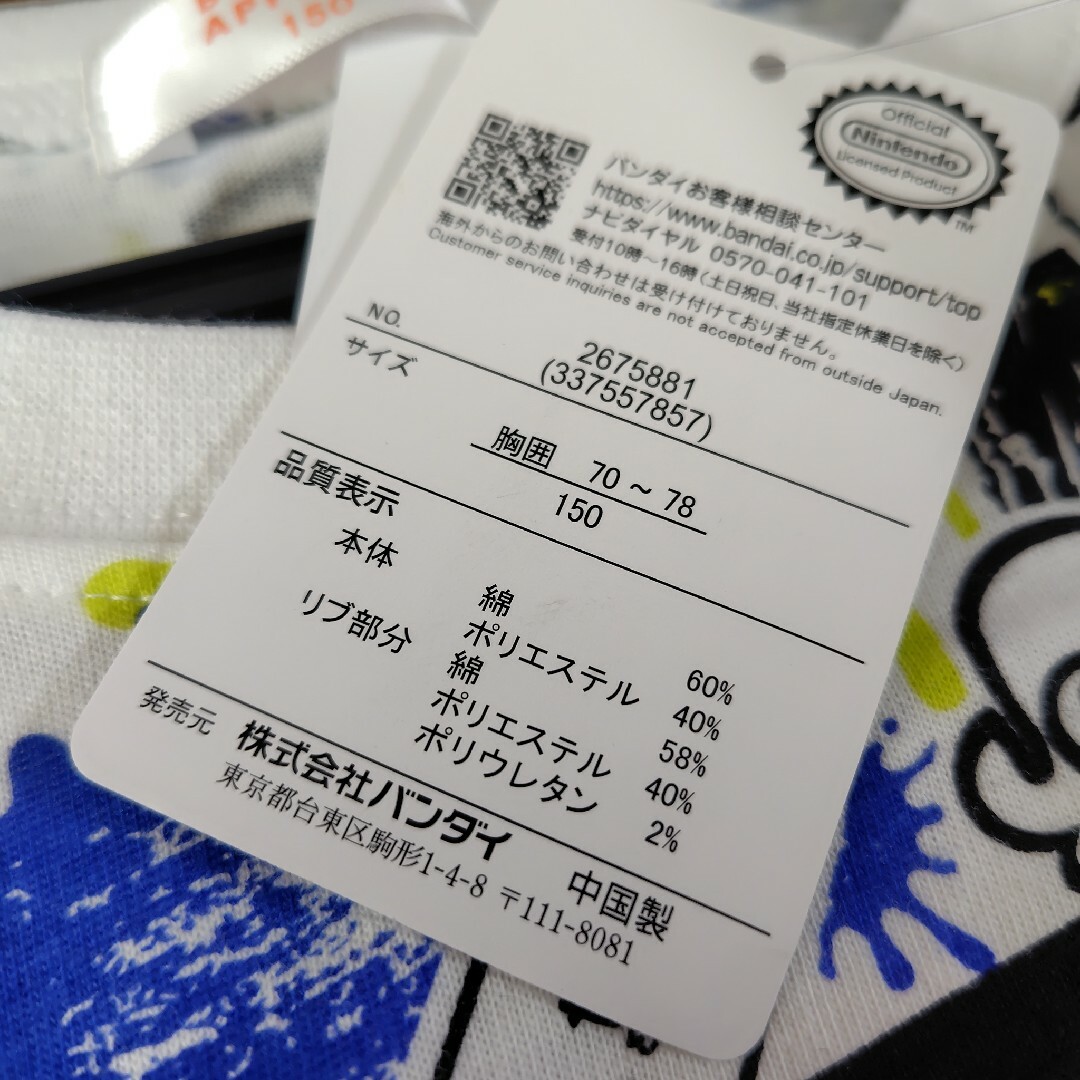 AP
150
Official
Nintendo
Licensed Product
TM
バンダイお客様相談センター
https://www.bandai.co.jp/support/top
ナビダイヤル 0570-041-101
受付10時～16時(土日祝日、当社指定休業日を除く)
海外からのお問い合わせは受け付けておりません。
Customer service inquiries are not accepted from outside Japan.
NO. 2675881
(337557857)
サイズ
胸囲 70 ~ 78
150
品質表示
本体 綿 60%
ポリエステル 40%
リブ部分 綿 58%
ポリエステル 40%
ポリウレタン 2%
発売元 株式会社バンダイ 中国製
東京都台東区駒形1-4-8 〒111-8081